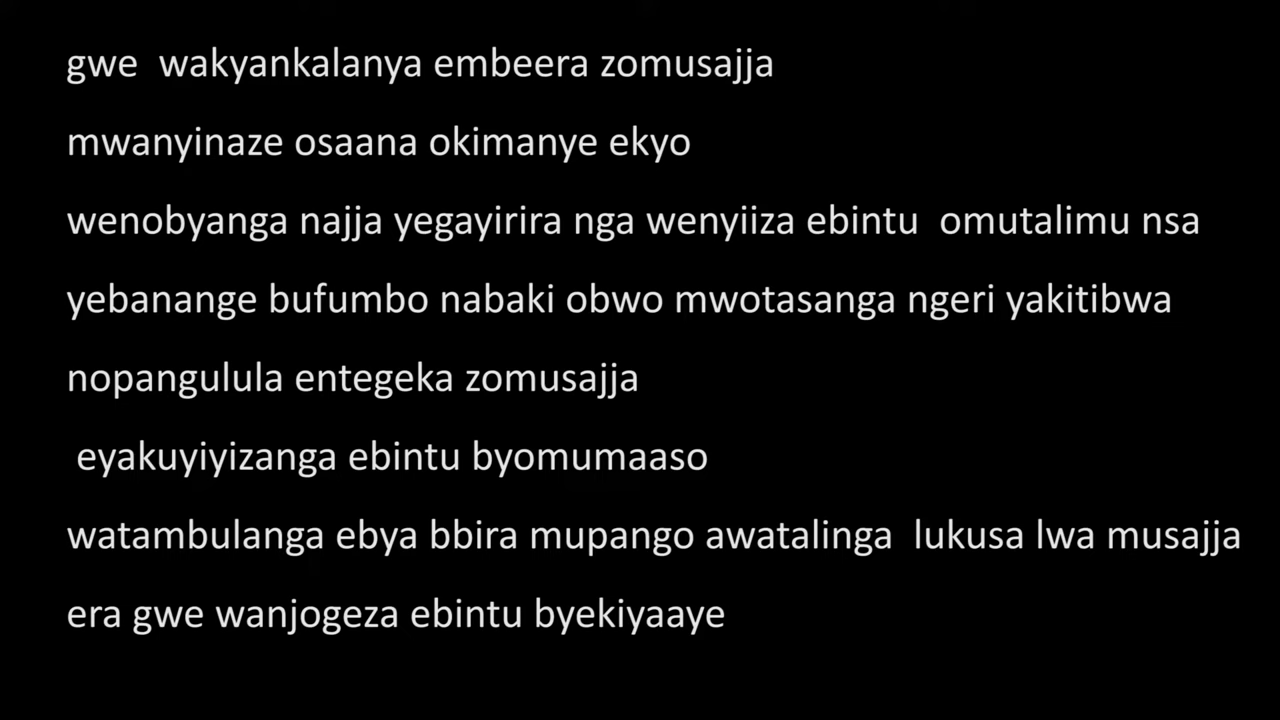 gwe wakyankalanya embeera zomusajja
mwanyinaze osaana okimanye ekyo
wenobyanga najja yegayirira nga wenyiiza ebintu omutalimu nsa
yebanange bufumbo nabaki obwo mwotasanga ngeri yakitibwa
nopangulula entegeka zomusajja
eyakuyiyizanga ebintu byomumaaso
watambulanga ebya bbira mupango awatalinga lukusa lwa musajja
era gwe wanjogeza ebintu byekiyaaye